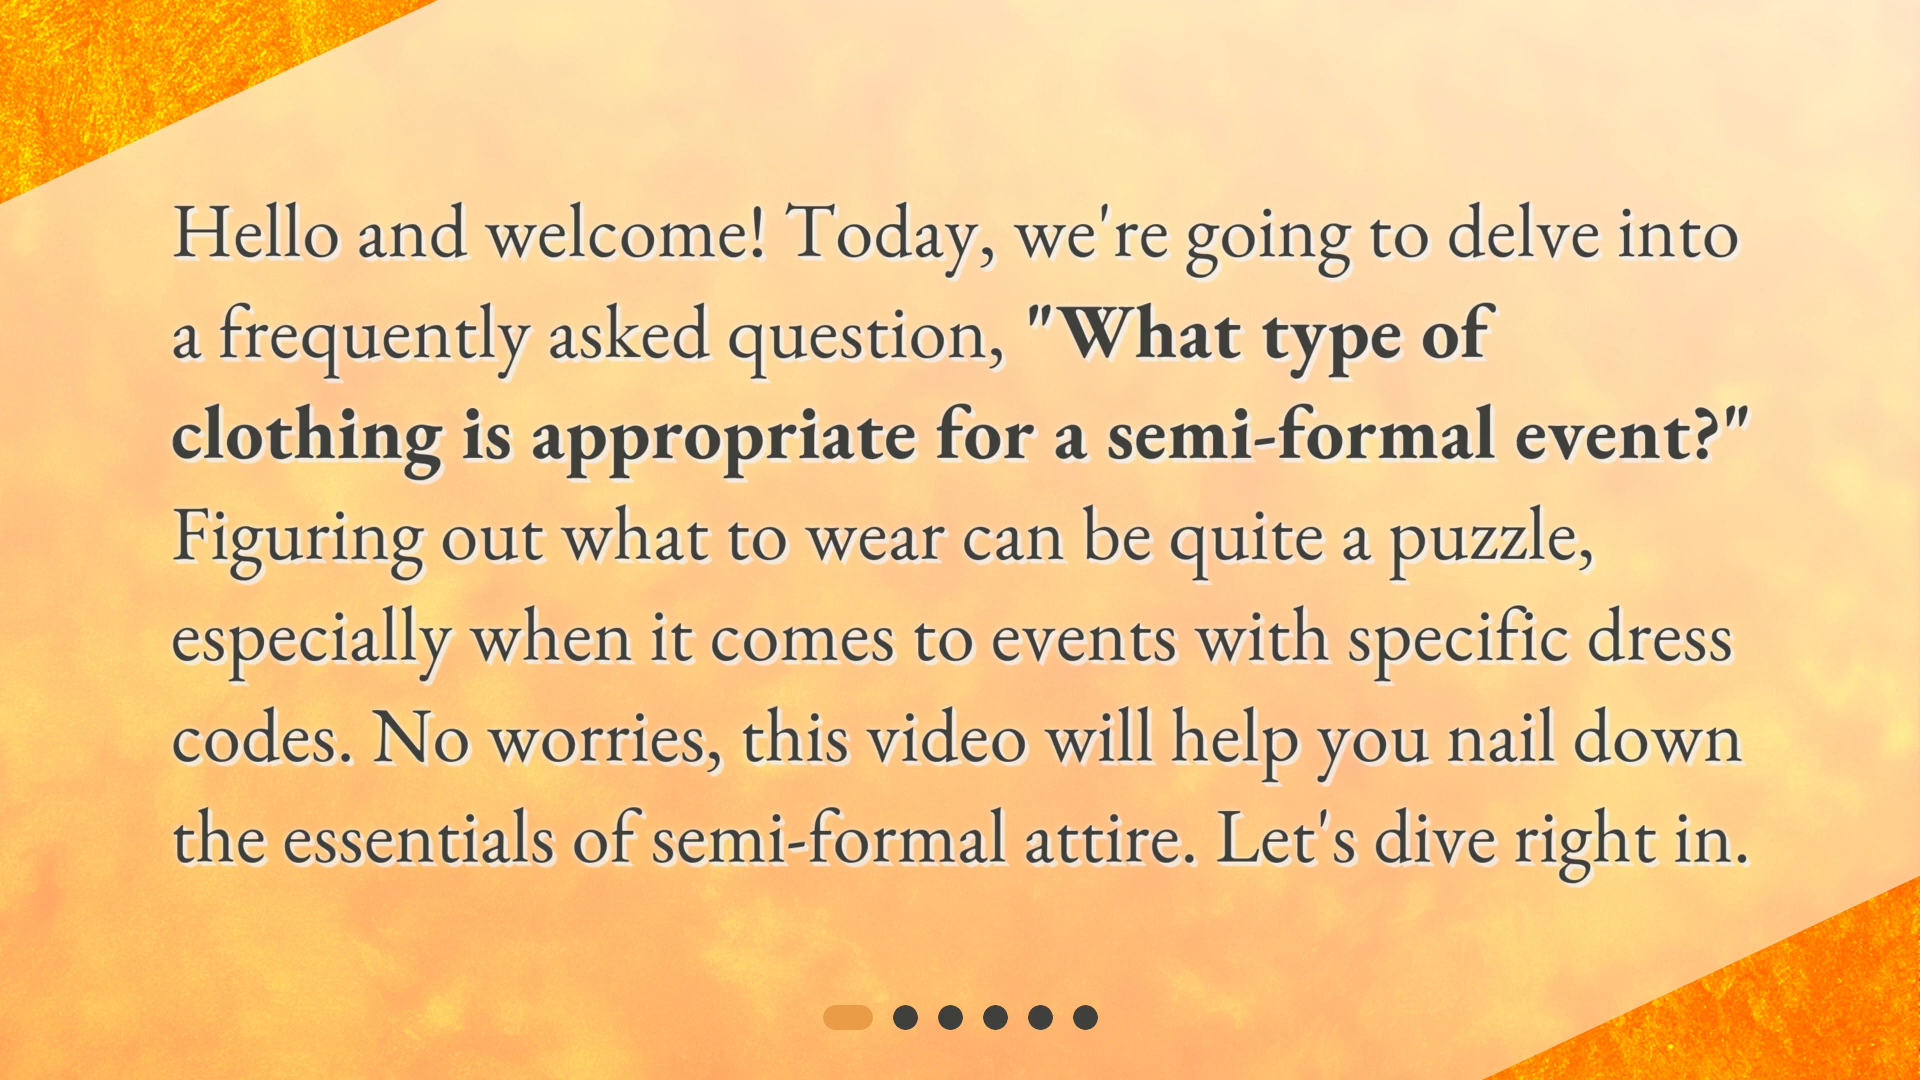 Hello and welcome! Today, we're going to delve into
a frequently asked question, "What type of
clothing is appropriate for a semi-formal event?"
Figuring out what to wear can be quite a puzzle,
especially when it comes to events with specific dress
codes. No worries, this video will help you nail down
the essentials of semi-formal attire. Let's dive right in.